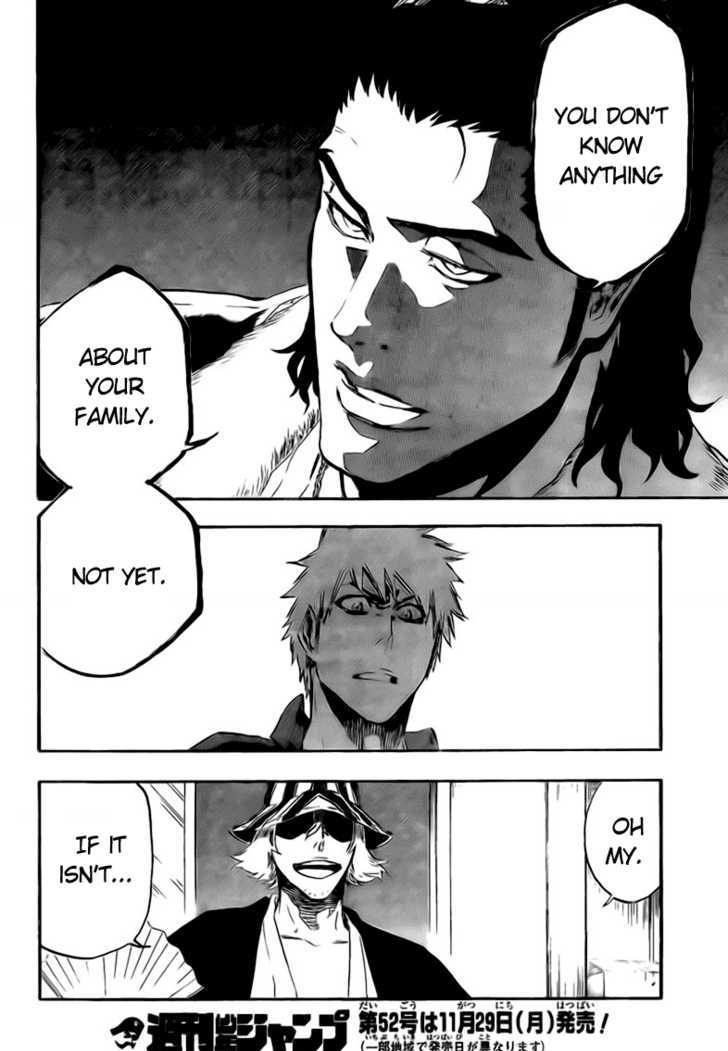 YOU DON'T
KNOW
ANYTHING
ABOUT
YOUR
FAMILY.
NOT YET.
OH
MY.
IF IT
ISN'T...
週刊少年ジャンプ
第52号は11月29日(月)発売!
(一部地域で発売日が異なります)